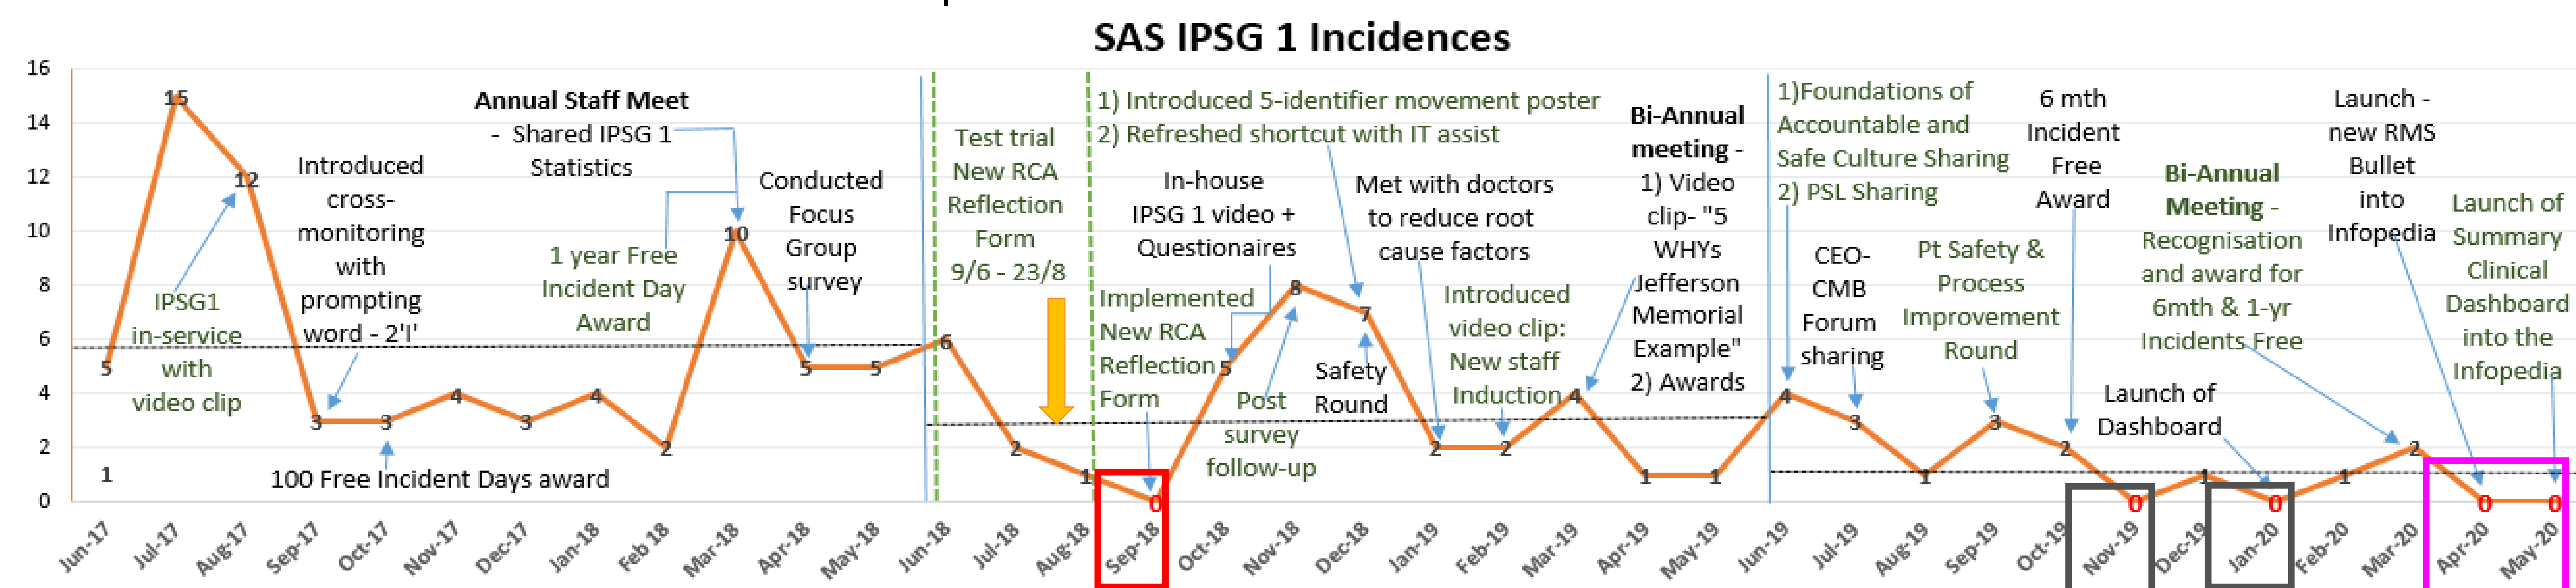 SAS IPSG 1 Incidences
16
14
12
10
8
6
4
2
0
5
15
12
3
3
4
3
4
2
10
5
5
6
2
1
0
5
8
7
2
2
4
1
1
4
3
1
3
2
0
1
0
1
2
0
0
1
IPSG1
in-service
with
video clip
Introduced
cross-
monitoring
with
prompting
word - 2'I'
100 Free Incident Days award
Annual Staff Meet
- Shared IPSG 1
Statistics
1 year Free
Incident Day
Award
Conducted
Focus
Group
survey
Test trial
New RCA
Reflection
Form
9/6 - 23/8
1) Introduced 5-identifier movement poster
2) Refreshed shortcut with IT assist
In-house
IPSG 1 video +
Questionaires
Implemented
New RCA
Reflection
Form
Post
survey
follow-up
Safety
Round
Met with doctors
to reduce root
cause factors
Introduced
video clip:
New staff
Induction
Bi-Annual
meeting -
1) Video
clip- "5
WHYs
Jefferson
Memorial
Example"
2) Awards
1)Foundations of
Accountable and
Safe Culture Sharing
2) PSL Sharing
CEO-
CMB
Forum
sharing
Pt Safety &
Process
Improvement
Round
6 mth
Incident
Free
Award
Launch of
Dashboard
Bi-Annual
Meeting -
Recognisation
and award for
6mth & 1-yr
Incidents Free
Launch -
new RMS
Bullet
into
Infopedia
Launch of
Summary
Clinical
Dashboard
into the
Infopedia
Jun-17
Jul-17
Aug-17
Sep-17
Oct-17
Nov-17
Dec-17
Jan-18
Feb 18
Mar-18
Apr-18
May-18
Jun-18
Jul-18
Aug-18
Sep-18
Oct-18
Nov-18
Dec-18
Jan-19
Feb-19
Mar-19
Apr-19
May-19
Jun-19
Jul-19
Aug-19
Sep-19
Oct-19
Nov-19
Dec-19
Jan-20
Feb-20
Mar-20
Apr-20
May-20